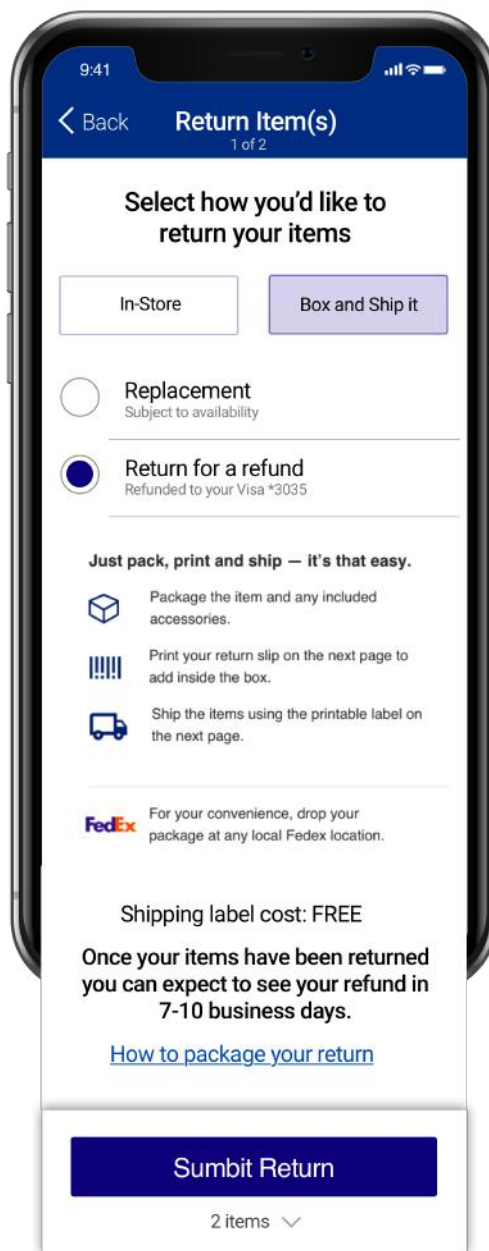 9:41
Back
Return Item(s)
1 of 2
Select how you’d like to
return your items
In-Store
Box and Ship it
Replacement
Subject to availability
Return for a refund
Refunded to your Visa *3035
Just pack, print and ship — it's that easy.
Package the item and any included
accessories.
Print your return slip on the next page to
add inside the box.
Ship the items using the printable label on
the next page.
FedEx
For your convenience, drop your
package at any local Fedex location.
Shipping label cost: FREE
Once your items have been returned
you can expect to see your refund in
7-10 business days.
How to package your return
Sumbit Return
2 items